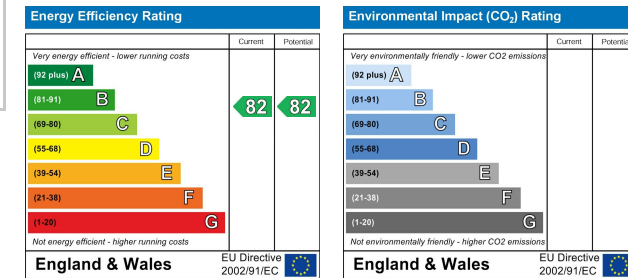 Energy Efficiency Rating
Current Potential
Very energy efficient - lower running costs
(92 plus) A
(81-91) B
(69-80) C
(55-68) D
(39-54) E
(21-38) F
(1-20) G
82 82
Not energy efficient - higher running costs
England & Wales
EU Directive
2002/91/EC
Environmental Impact (CO₂) Rating
Current Potentia
Very environmentally friendly - lower CO2 emissions
(92 plus) A
(81-91) B
(69-80) C
(55-68) D
(39-54) E
(21-38) F
(1-20) G
Not environmentally friendly - higher CO2 emissions
England & Wales
EU Directive
2002/91/EC